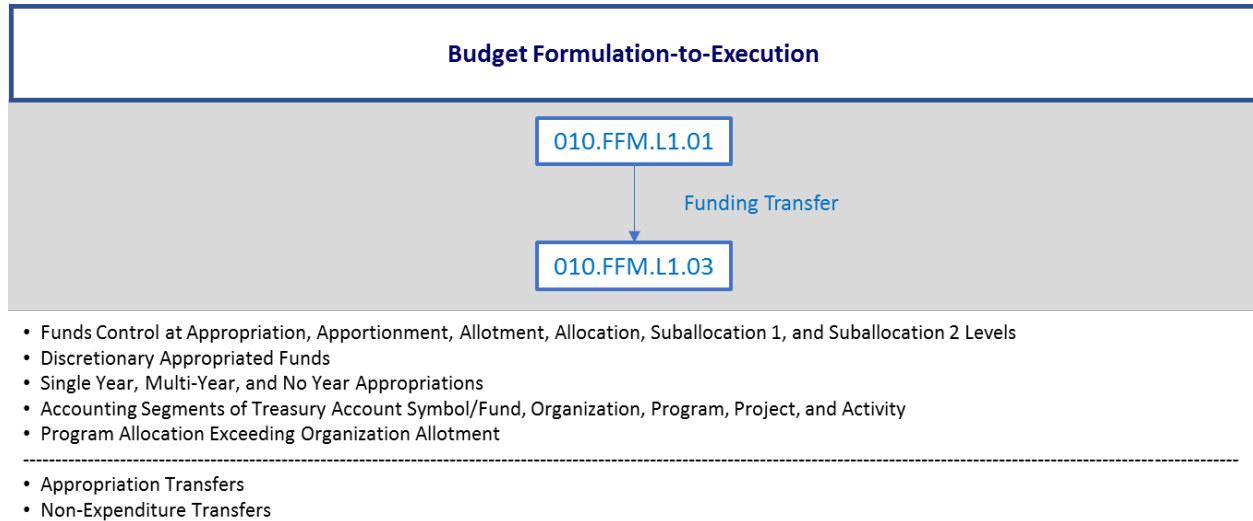 Budget Formulation-to-Execution
010.FFM.L1.01
Funding Transfer
010.FFM.L1.03
• Funds Control at Appropriation, Apportionment, Allotment, Allocation, Suballocation 1, and Suballocation 2 Levels
• Discretionary Appropriated Funds
• Single Year, Multi-Year, and No Year Appropriations
• Accounting Segments of Treasury Account Symbol/Fund, Organization, Program, Project, and Activity
• Program Allocation Exceeding Organization Allotment
• Appropriation Transfers
• Non-Expenditure Transfers